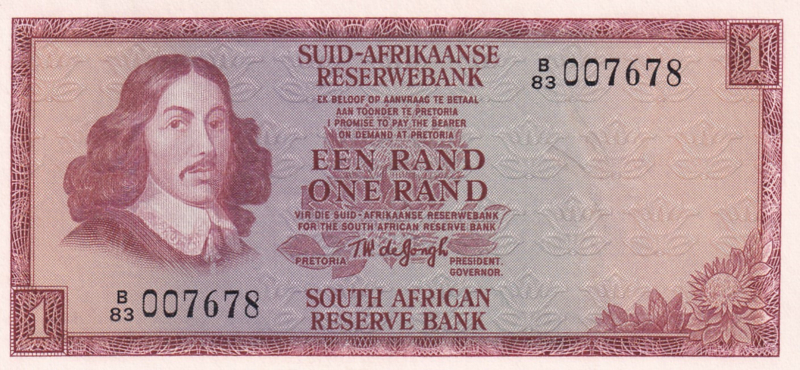 SUID-AFRIKAANSE
RESERWEBANK
B/83 007678
1
EK BELOOF OP AANVRAAG TE BETAAL
AAN TOONDER TE PRETORIA
I PROMISE TO PAY THE BEARER
ON DEMAND AT PRETORIA
EEN RAND
ONE RAND
VIR DIE SUID-AFRIKAANSE RESERWEBANK
FOR THE SOUTH AFRICAN RESERVE BANK
T.W. de Jongh
PRETORIA
PRESIDENT.
GOVERNOR.
B/83 007678
1
SOUTH AFRICAN
RESERVE BANK